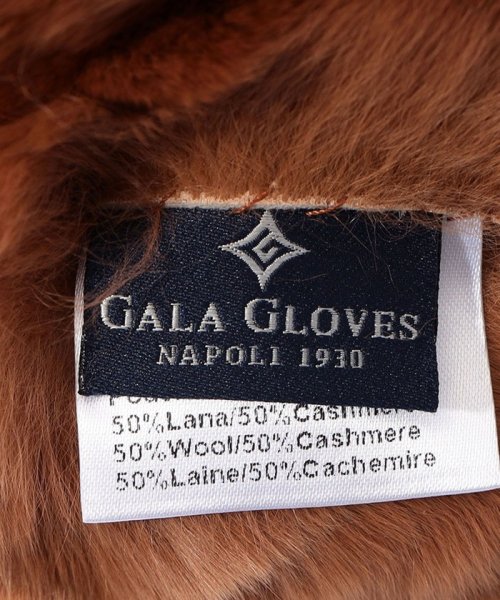 GALA GLOVES
NAPOLI 1930
50%Lana/50%Cashmere
50%Wool/50%Cashmere
50%Laine/50%Cachemire